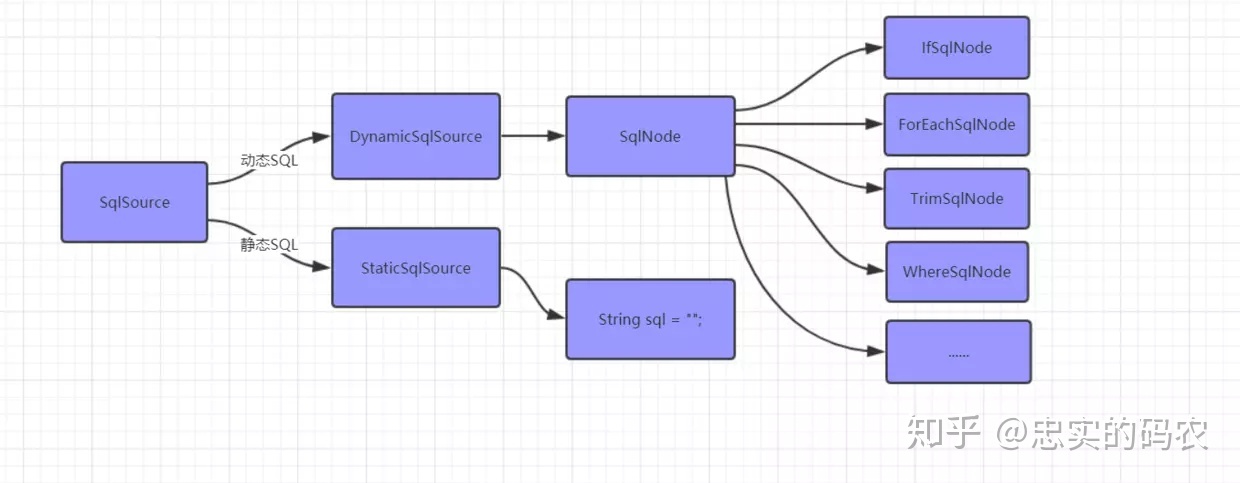 IfSqlNode
DynamicSqlSource
SqlNode
ForEachSqlNode
动态SQL
SqlSource
TrimSqlNode
静态SQL
StaticSqlSource
WhereSqlNode
String sql = "";
......
知乎 @忠实的码农